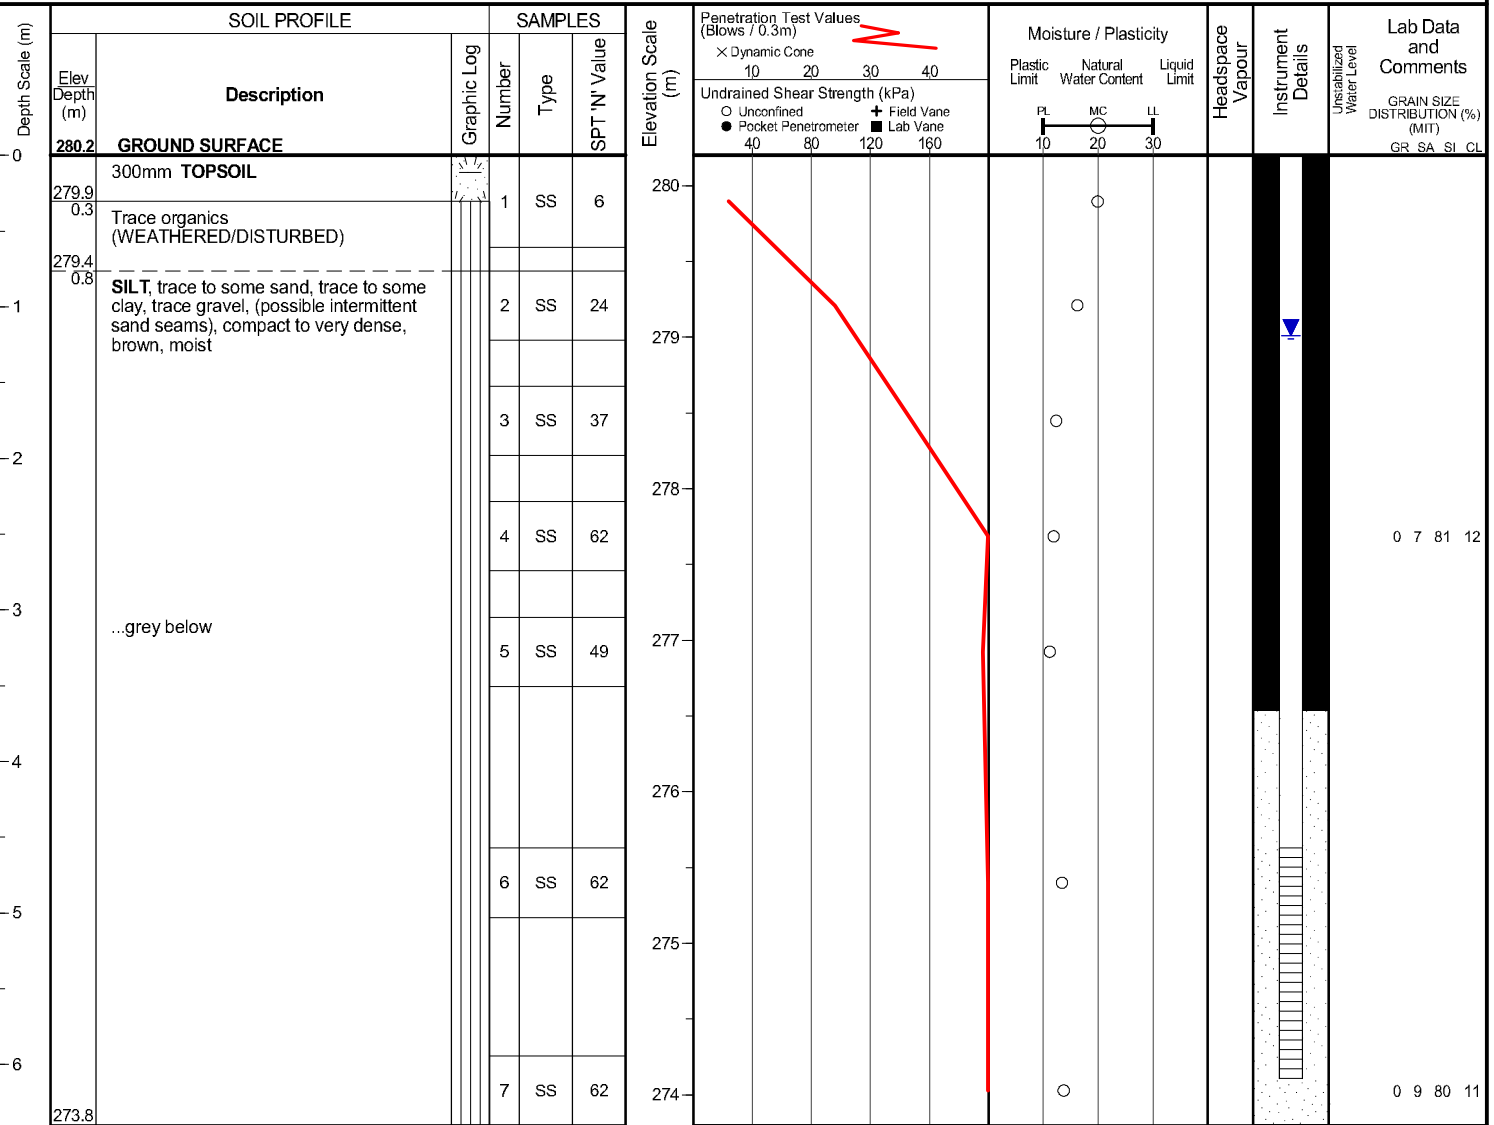 SOIL PROFILE
SAMPLES
Depth Scale (m)
Elev
Depth
(m)
Description
Graphic Log
Number
Type
SPT 'N' Value
Elevation Scale
(m)
Penetration Test Values
(Blows / 0.3m)
× Dynamic Cone
10 20 30 40
Undrained Shear Strength (kPa)
Unconfined
Field Vane
Pocket Penetrometer
Lab Vane
40 80 120 160
Moisture / Plasticity
Plastic
Limit
Natural
Water Content
Liquid
Limit
PL MC LL
10 20 30
Headspace
Vapour
Instrument
Details
Unstabilized
Water Level
Lab Data
and
Comments
GRAIN SIZE
DISTRIBUTION (%)
(MIT)
GR SA SI CL
280.2 GROUND SURFACE
0
300mm TOPSOIL
279.9
0.3
280
1 SS 6
Trace organics
(WEATHERED/DISTURBED)
279.4
0.8
SILT, trace to some sand, trace to some
clay, trace gravel, (possible intermittent
sand seams), compact to very dense,
brown, moist
1
2 SS 24
279
3 SS 37
2
278
4 SS 62
0 7 81 12
3
...grey below
277
5 SS 49
4
276
6 SS 62
5
275
6
7 SS 62
274
0 9 80 11
273.8